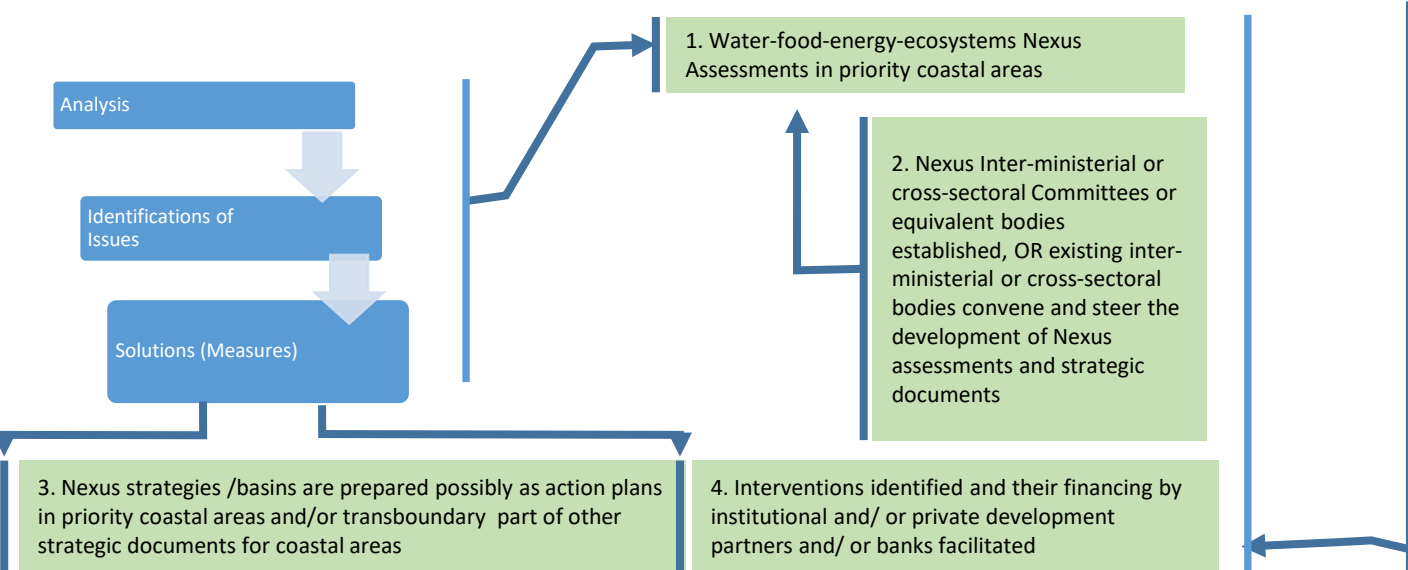 1. Water-food-energy-ecosystems Nexus
Assessments in priority coastal areas
Analysis
2. Nexus Inter-ministerial or
cross-sectoral Committees or
equivalent bodies
established, OR existing inter-
ministerial or cross-sectoral
bodies convene and steer the
development of Nexus
assessments and strategic
documents
Identifications of
Issues
Solutions (Measures)
3. Nexus strategies /basins are prepared possibly as action plans
in priority coastal areas and/or transboundary part of other
strategic documents for coastal areas
4. Interventions identified and their financing by
institutional and/ or private development
partners and/ or banks facilitated